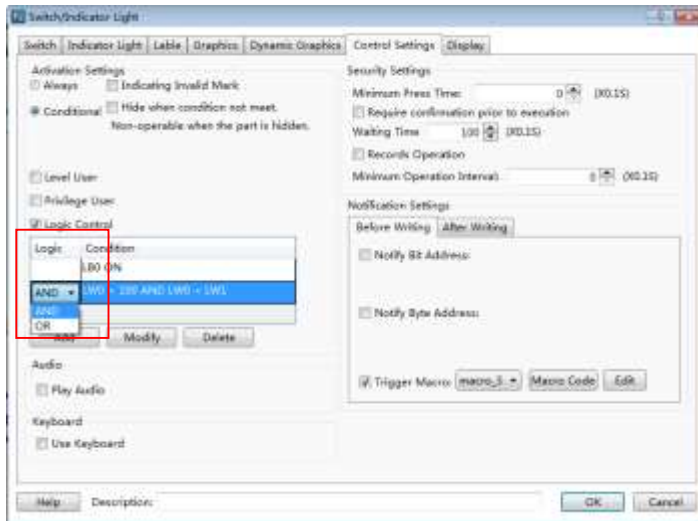 Switch/Indicator Light
Switch Indicator Light Lable Graphics Dynamic Graphics Control Settings Display
Activation Settings
Always Indicating Invalid Mark
Conditional Hide when condition not meet.
Non-operable when the part is hidden.
Level User
Privilege User
Logic Control
Logic Condition
LB0 ON
AND LW0 > 200 AND LW0 < LW1
AND
OR
Add Modify Delete
Audio
Play Audio
Keyboard
Use Keyboard
Security Settings
Minimum Press Time: 0 (X0.1S)
Require confirmation prior to execution
Waiting Time 100 (X0.1S)
Records Operation
Minimum Operation Interval: 0 (X0.1S)
Notification Settings
Before Writing After Writing
Notify Bit Address:
Notify Byte Address:
Trigger Macro: Macro Code Edit
Help Description: OK Cancel